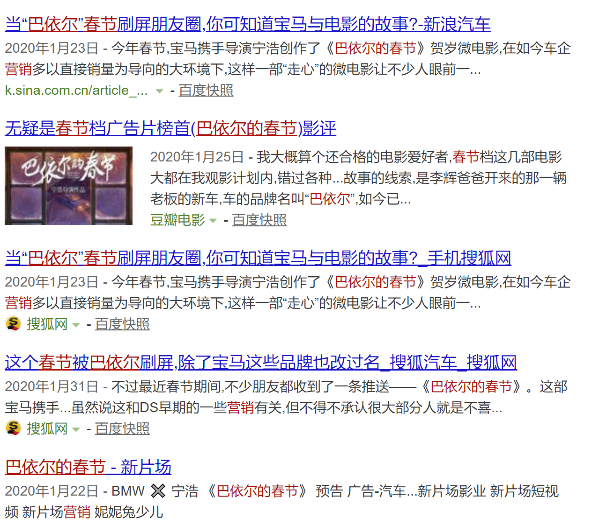 当“巴依尔”春节刷屏朋友圈,你可知道宝马与电影的故事?-新浪汽车
2020年1月23日 - 今年春节,宝马携手导演宁浩创作了《巴依尔的春节》贺岁微电影,在如今车企
营销多以直接销量为导向的大环境下,这样一部“走心”的微电影让不少人眼前一...
k.sina.com.cn/article_... - 百度快照
无疑是春节档广告片榜首(巴依尔的春节)影评
巴依尔的春节
宁浩导演作品
2020年1月25日 - 我大概算个还合格的电影爱好者,春节档这几部电影
大都在我观影计划内,错过各种...故事的线索,是李辉爸爸开来的那一辆
老板的新车,车的品牌名叫“巴依尔”,如今已...
豆瓣电影 - 百度快照
当“巴依尔”春节刷屏朋友圈,你可知道宝马与电影的故事?_手机搜狐网
2020年1月23日 - 今年春节,宝马携手导演宁浩创作了《巴依尔的春节》贺岁微电影,在如今车企
营销多以直接销量为导向的大环境下,这样一部“走心”的微电影让不少人眼前一...
搜狐网 - 百度快照
这个春节被巴依尔刷屏,除了宝马这些品牌也改过名_搜狐汽车_搜狐网
2020年1月31日 - 不过最近春节期间,不少朋友都收到了一条推送——《巴依尔的春节》。这部
宝马携手...虽然说这和DS早期的一些营销有关,但不得不承认很大部分人就是不喜...
搜狐网 - 百度快照
巴依尔的春节 - 新片场
2020年1月22日 - BMW ✖ 宁浩 《巴依尔的春节》 预告 广告-汽车...新片场影业 新片场短视
频 新片场营销 妮妮兔少儿